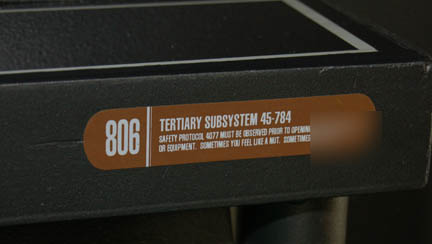 806
TERTIARY SUBSYSTEM 45-784
SAFETY PROTOCOL 4077 MUST BE OBSERVED PRIOR TO OPENING
OR EQUIPMENT. SOMETIMES YOU FEEL LIKE A NUT. SOMETIMES